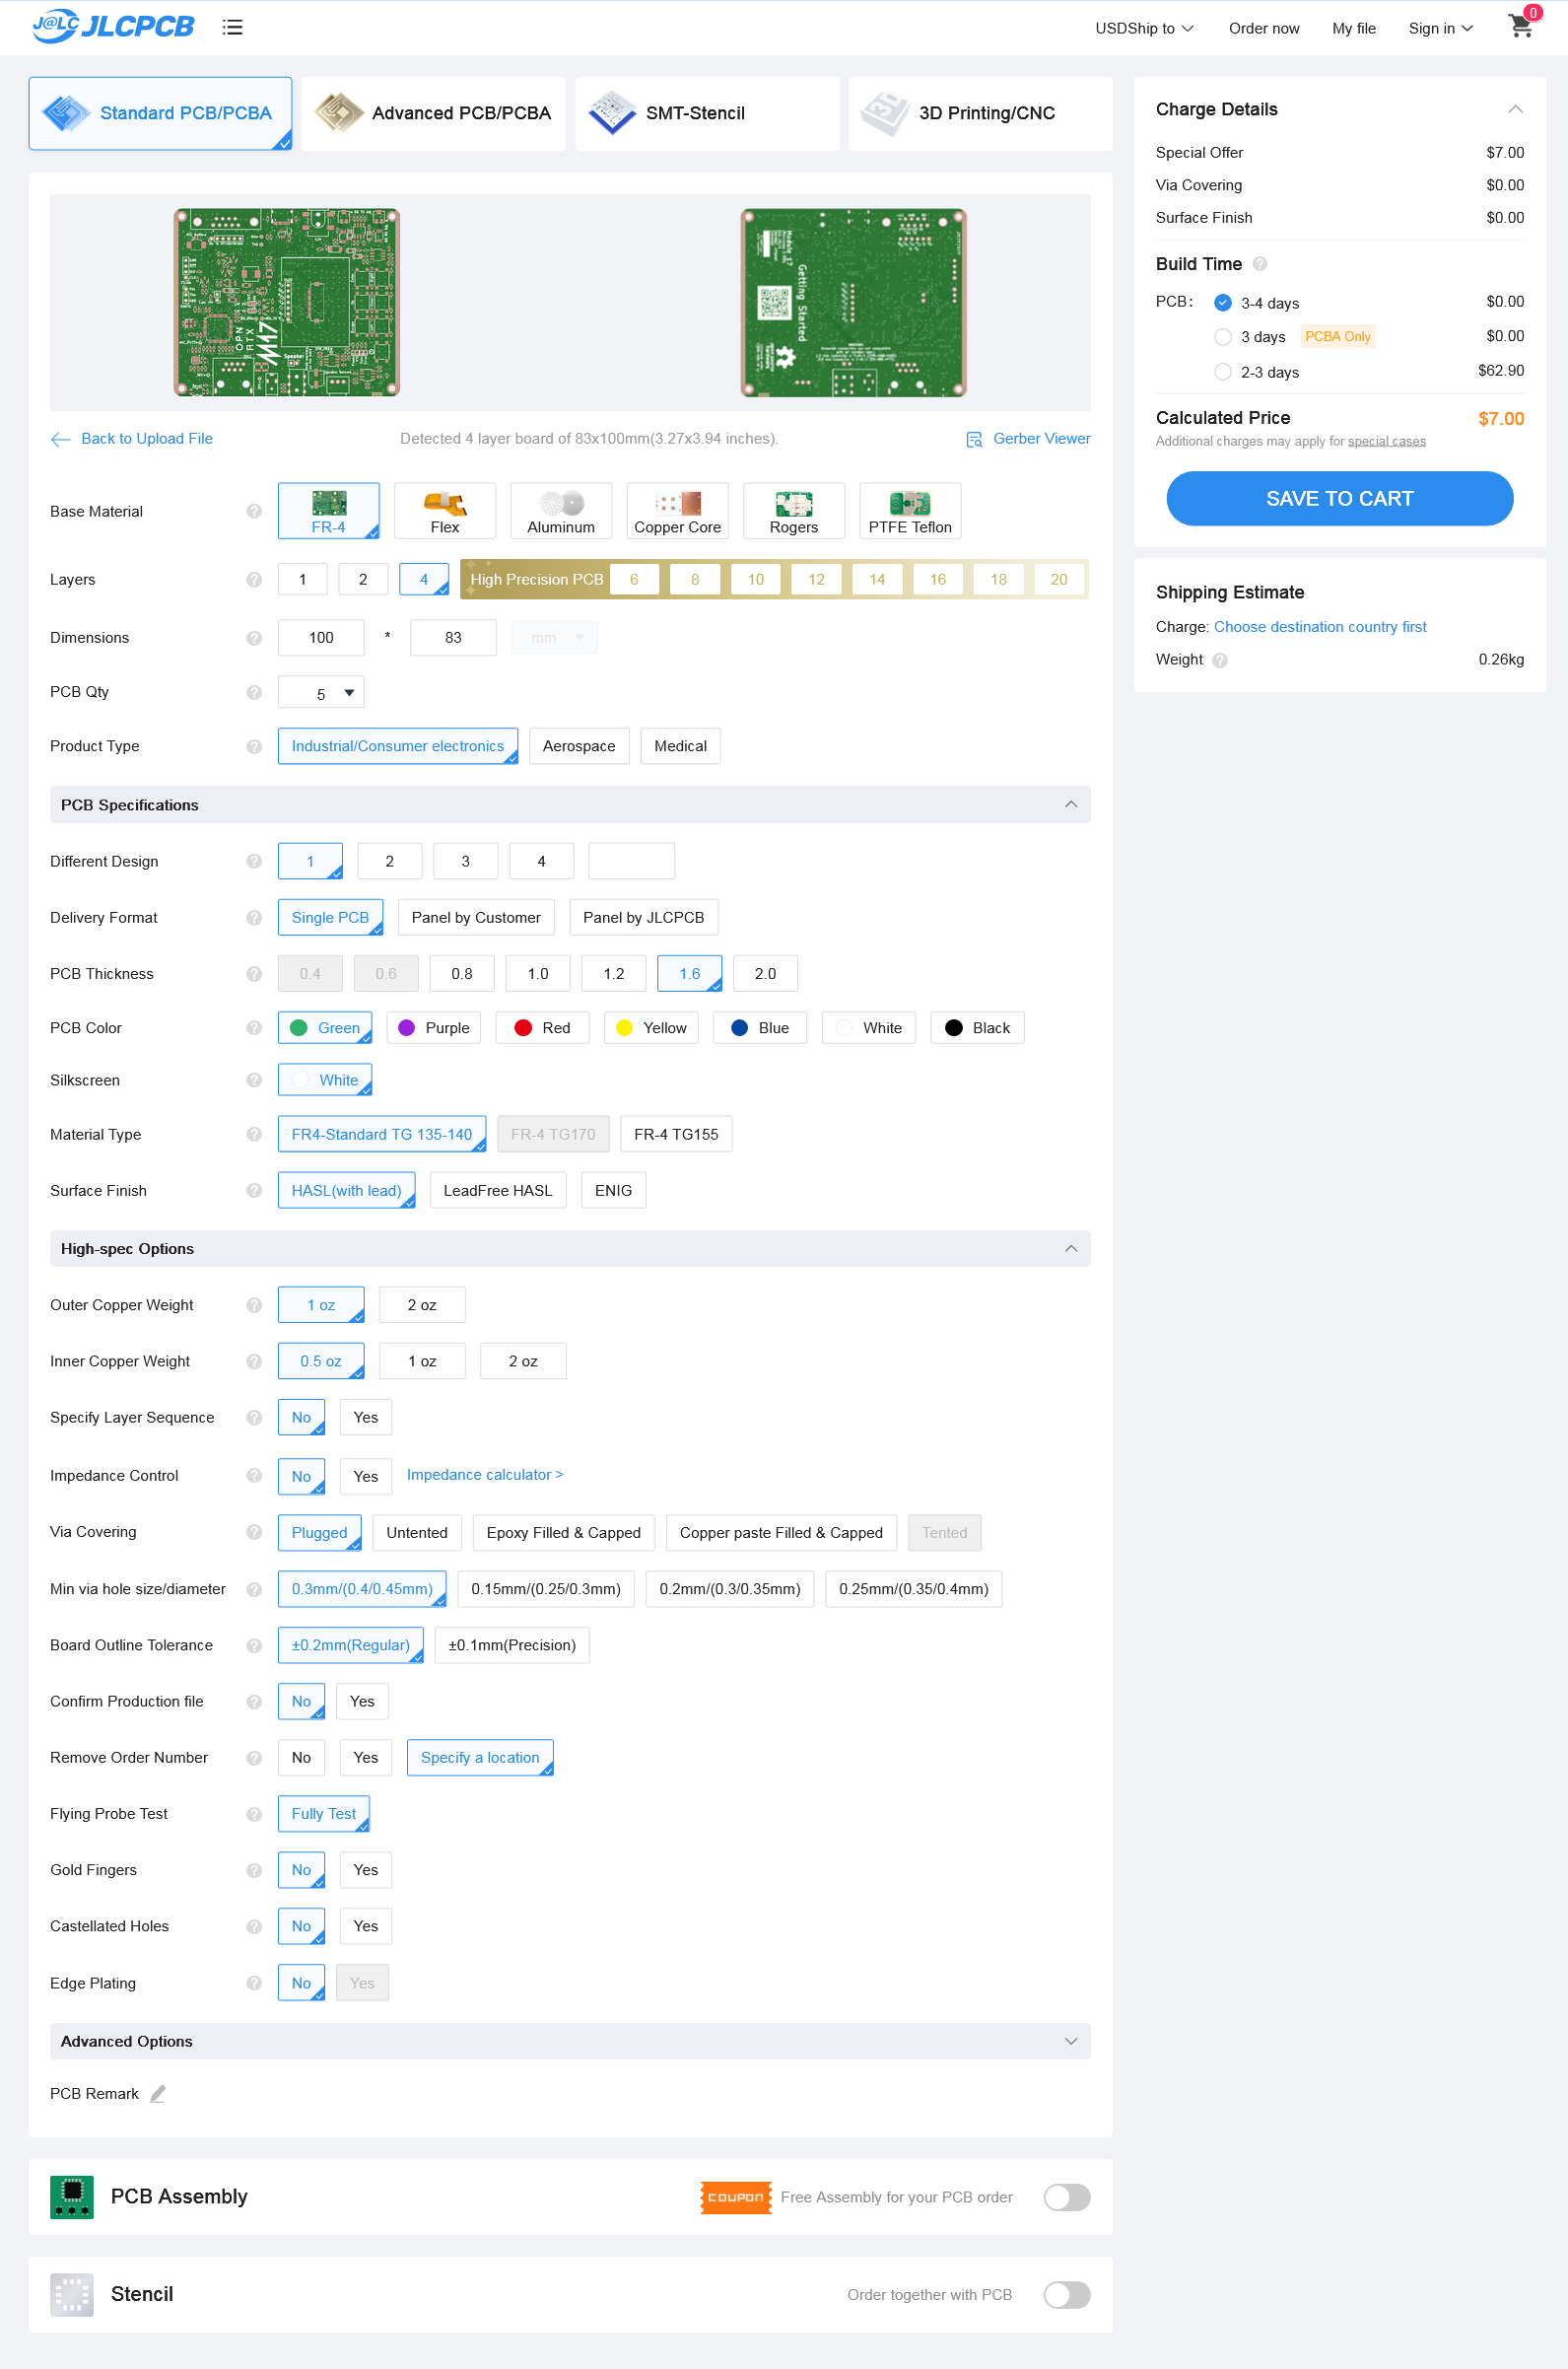 J@LC JLCPCB
USDShip to
Order now
My file
Sign in
0
Standard PCB/PCBA
Advanced PCB/PCBA
SMT-Stencil
3D Printing/CNC
OPN
RTX
M17
Speaker
Module17
Getting Started
Back to Upload File
Detected 4 layer board of 83x100mm(3.27x3.94 inches).
Gerber Viewer
Base Material ? FR-4 Flex Aluminum Copper Core Rogers PTFE Teflon
Layers ? 1 2 4 High Precision PCB 6 8 10 12 14 16 18 20
Dimensions ? 100 * 83 mm
PCB Qty ? 5
Product Type ? Industrial/Consumer electronics Aerospace Medical
PCB Specifications
Different Design ? 1 2 3 4
Delivery Format ? Single PCB Panel by Customer Panel by JLCPCB
PCB Thickness ? 0.4 0.6 0.8 1.0 1.2 1.6 2.0
PCB Color ? Green Purple Red Yellow Blue White Black
Silkscreen ? White
Material Type ? FR4-Standard TG 135-140 FR-4 TG170 FR-4 TG155
Surface Finish ? HASL(with lead) LeadFree HASL ENIG
High-spec Options
Outer Copper Weight ? 1 oz 2 oz
Inner Copper Weight ? 0.5 oz 1 oz 2 oz
Specify Layer Sequence ? No Yes
Impedance Control ? No Yes Impedance calculator >
Via Covering ? Plugged Untented Epoxy Filled & Capped Copper paste Filled & Capped Tented
Min via hole size/diameter ? 0.3mm/(0.4/0.45mm) 0.15mm/(0.25/0.3mm) 0.2mm/(0.3/0.35mm) 0.25mm/(0.35/0.4mm)
Board Outline Tolerance ? ±0.2mm(Regular) ±0.1mm(Precision)
Confirm Production file ? No Yes
Remove Order Number ? No Yes Specify a location
Flying Probe Test ? Fully Test
Gold Fingers ? No Yes
Castellated Holes ? No Yes
Edge Plating ? No Yes
Advanced Options
PCB Remark
PCB Assembly
COUPON Free Assembly for your PCB order
Stencil
Order together with PCB
Charge Details
Special Offer $7.00
Via Covering $0.00
Surface Finish $0.00
Build Time ?
PCB: 3-4 days $0.00
3 days PCBA Only $0.00
2-3 days $62.90
Calculated Price $7.00
Additional charges may apply for special cases
SAVE TO CART
Shipping Estimate
Charge: Choose destination country first
Weight ? 0.26kg